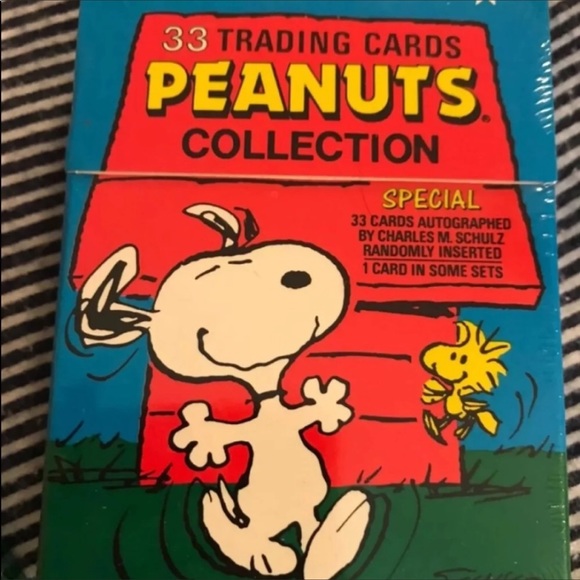 33 TRADING CARDS
PEANUTS®
COLLECTION
SPECIAL
33 CARDS AUTOGRAPHED
BY CHARLES M. SCHULZ
RANDOMLY INSERTED
1 CARD IN SOME SETS